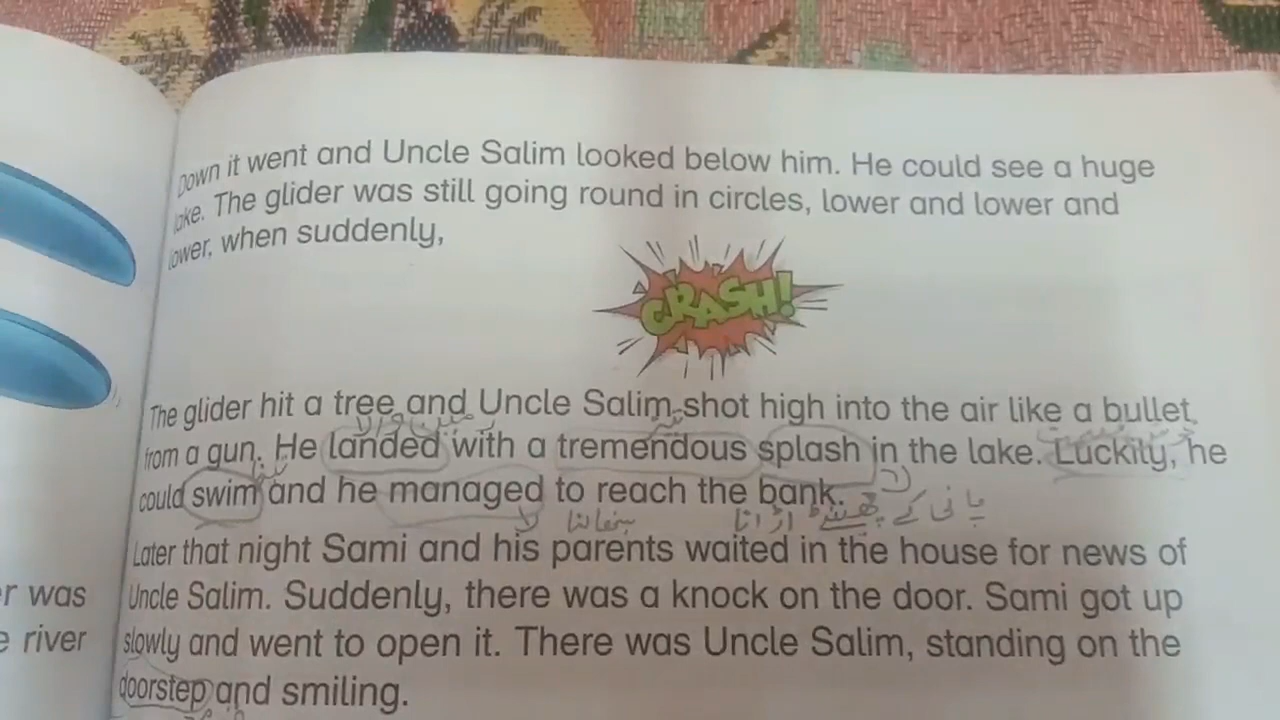 Down it went and Uncle Salim looked below him. He could see a huge
lake. The glider was still going round in circles, lower and lower and
lower, when suddenly,
CRASH!
The glider hit a tree and Uncle Salim shot high into the air like a bullet
from a gun. He landed with a tremendous splash in the lake. Luckily, he
could swim and he managed to reach the bank.
پانی کے چھینٹے اڑانا
Later that night Sami and his parents waited in the house for news of
Uncle Salim. Suddenly, there was a knock on the door. Sami got up
er was
slowly and went to open it. There was Uncle Salim, standing on the
e river
doorstep and smiling.